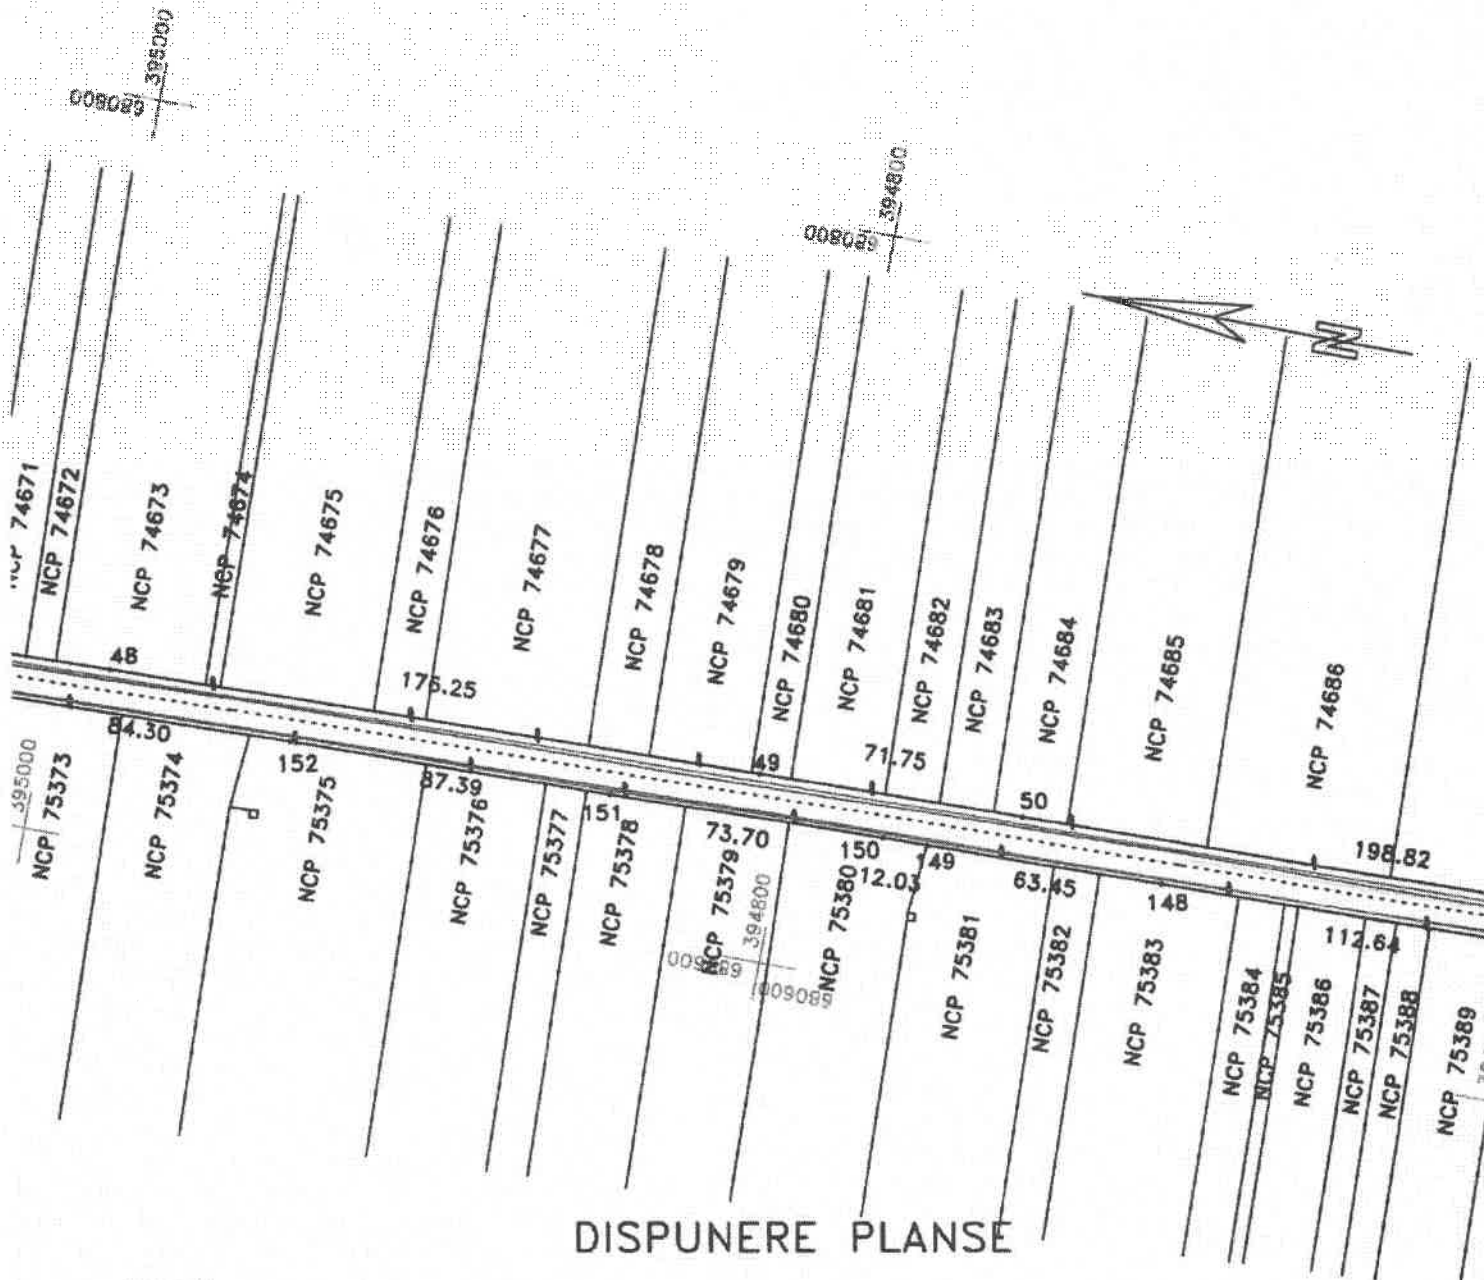 395000
680800
394800
680800
N
NCP 74671
NCP 74672
NCP 74673
NCP 74674
NCP 74675
NCP 74676
NCP 74677
NCP 74678
NCP 74679
NCP 74680
NCP 74681
NCP 74682
NCP 74683
NCP 74684
NCP 74685
NCP 74686
48
175.25
49
71.75
50
198.82
84.30
152
87.39
151
73.70
150
12.03
149
63.45
148
112.64
395000
NCP 75373
NCP 75374
NCP 75375
NCP 75376
NCP 75377
NCP 75378
NCP 75379
394800
680600
NCP 75380
NCP 75381
NCP 75382
NCP 75383
NCP 75384
NCP 75385
NCP 75386
NCP 75387
NCP 75388
NCP 75389
DISPUNERE PLANSE